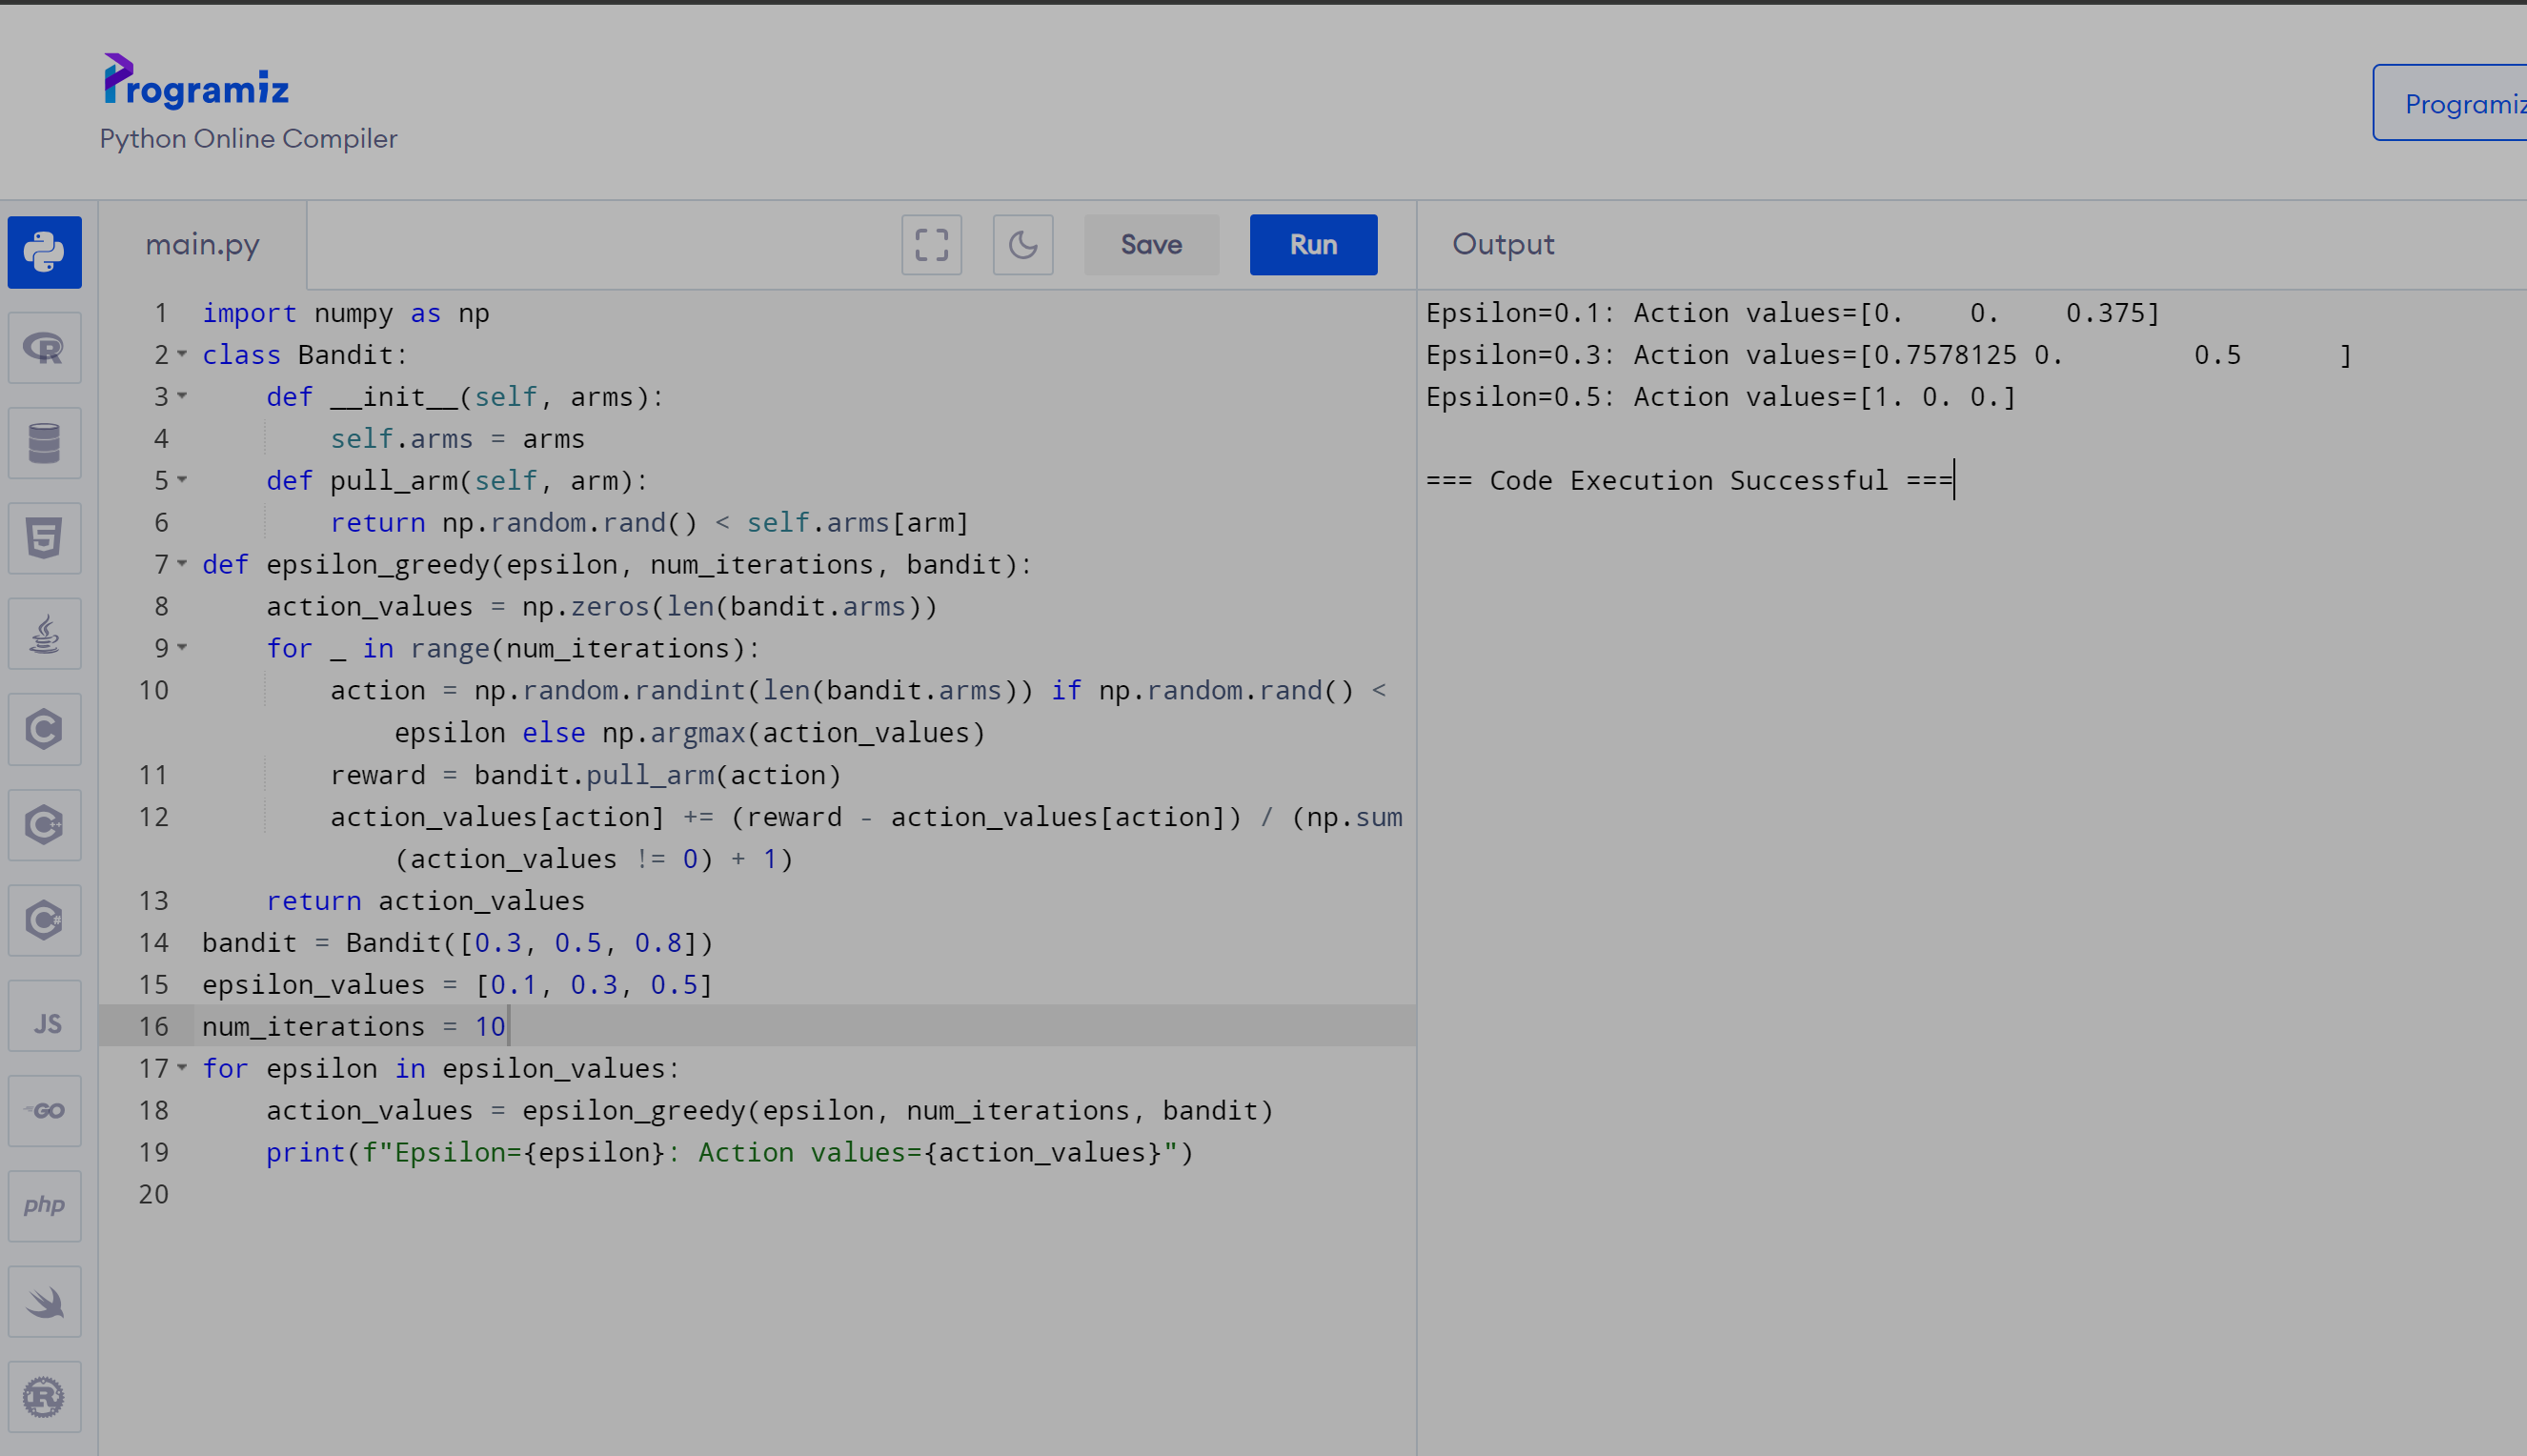 Programiz
Python Online Compiler
Programiz
main.py
Save
Run
Output
1 import numpy as np
2 class Bandit:
3     def __init__(self, arms):
4         self.arms = arms
5     def pull_arm(self, arm):
6         return np.random.rand() < self.arms[arm]
7 def epsilon_greedy(epsilon, num_iterations, bandit):
8     action_values = np.zeros(len(bandit.arms))
9     for _ in range(num_iterations):
10         action = np.random.randint(len(bandit.arms)) if np.random.rand() <
            epsilon else np.argmax(action_values)
11         reward = bandit.pull_arm(action)
12         action_values[action] += (reward - action_values[action]) / (np.sum
            (action_values != 0) + 1)
13     return action_values
14 bandit = Bandit([0.3, 0.5, 0.8])
15 epsilon_values = [0.1, 0.3, 0.5]
16 num_iterations = 10
17 for epsilon in epsilon_values:
18     action_values = epsilon_greedy(epsilon, num_iterations, bandit)
19     print(f"Epsilon={epsilon}: Action values={action_values}")
20
Epsilon=0.1: Action values=[0.    0.    0.375]
Epsilon=0.3: Action values=[0.7578125 0.        0.5      ]
Epsilon=0.5: Action values=[1. 0. 0.]
=== Code Execution Successful ===
R
5
C
C++
C#
JS
GO
php
R